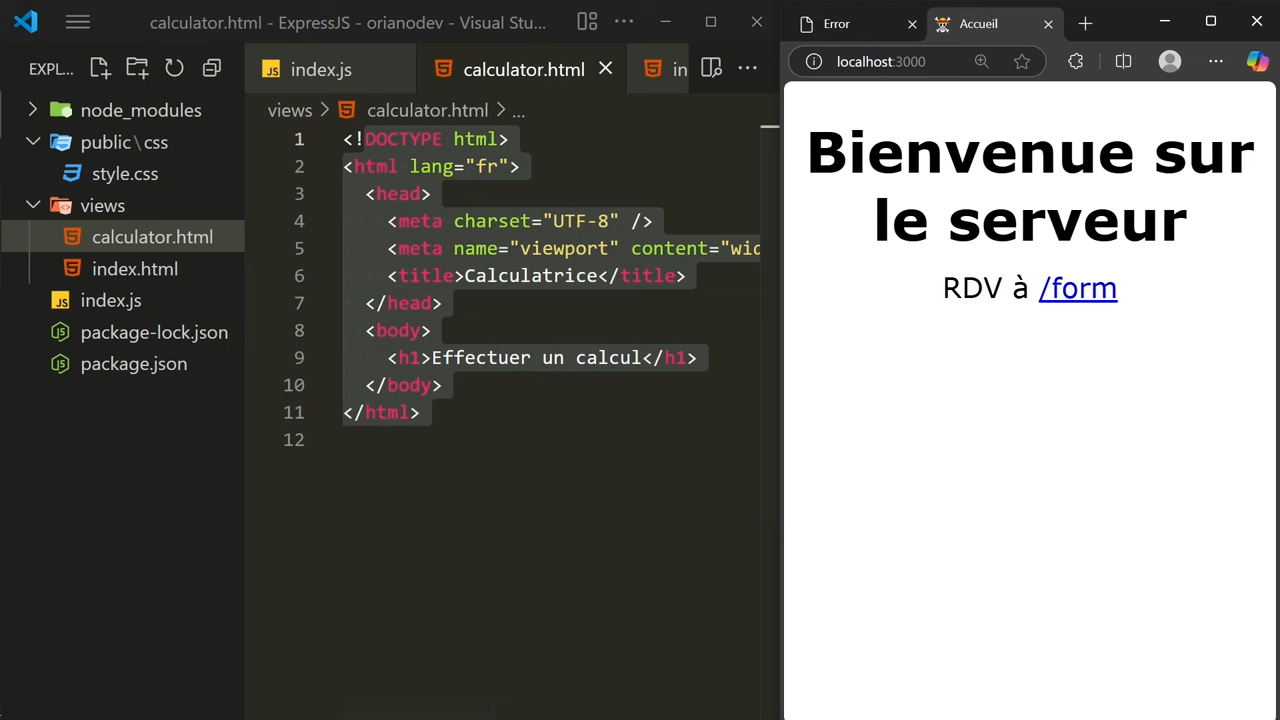 calculator.html - ExpressJS - orianodev - Visual Stu...
EXPL...
node_modules
public\css
style.css
views
calculator.html
index.html
JS index.js
package-lock.json
package.json
JS index.js
calculator.html
in
views > calculator.html > ...
1 <!DOCTYPE html>
2 <html lang="fr">
3 <head>
4 <meta charset="UTF-8" />
5 <meta name="viewport" content="wid
6 <title>Calculatrice</title>
7 </head>
8 <body>
9 <h1>Effectuer un calcul</h1>
10 </body>
11 </html>
12
Error
Accueil
localhost:3000
Bienvenue sur
le serveur
RDV à /form